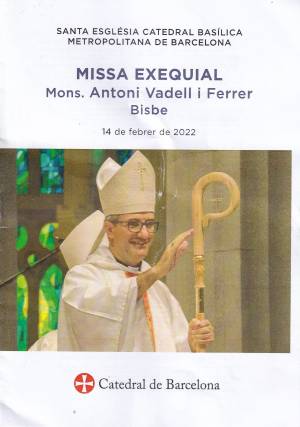 SANTA ESGLÉSIA CATEDRAL BASÍLICA
METROPOLITANA DE BARCELONA
MISSA EXEQUIAL
Mons. Antoni Vadell i Ferrer
Bisbe
14 de febrer de 2022
Catedral de Barcelona